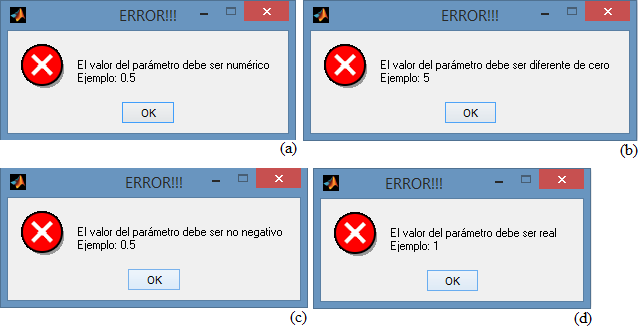 ERROR!!!
El valor del parámetro debe ser numérico
Ejemplo: 0.5
OK
(a)
ERROR!!!
El valor del parámetro debe ser diferente de cero
Ejemplo: 5
OK
(b)
ERROR!!!
El valor del parámetro debe ser no negativo
Ejemplo: 0.5
OK
(c)
ERROR!!!
El valor del parámetro debe ser real
Ejemplo: 1
OK
(d)